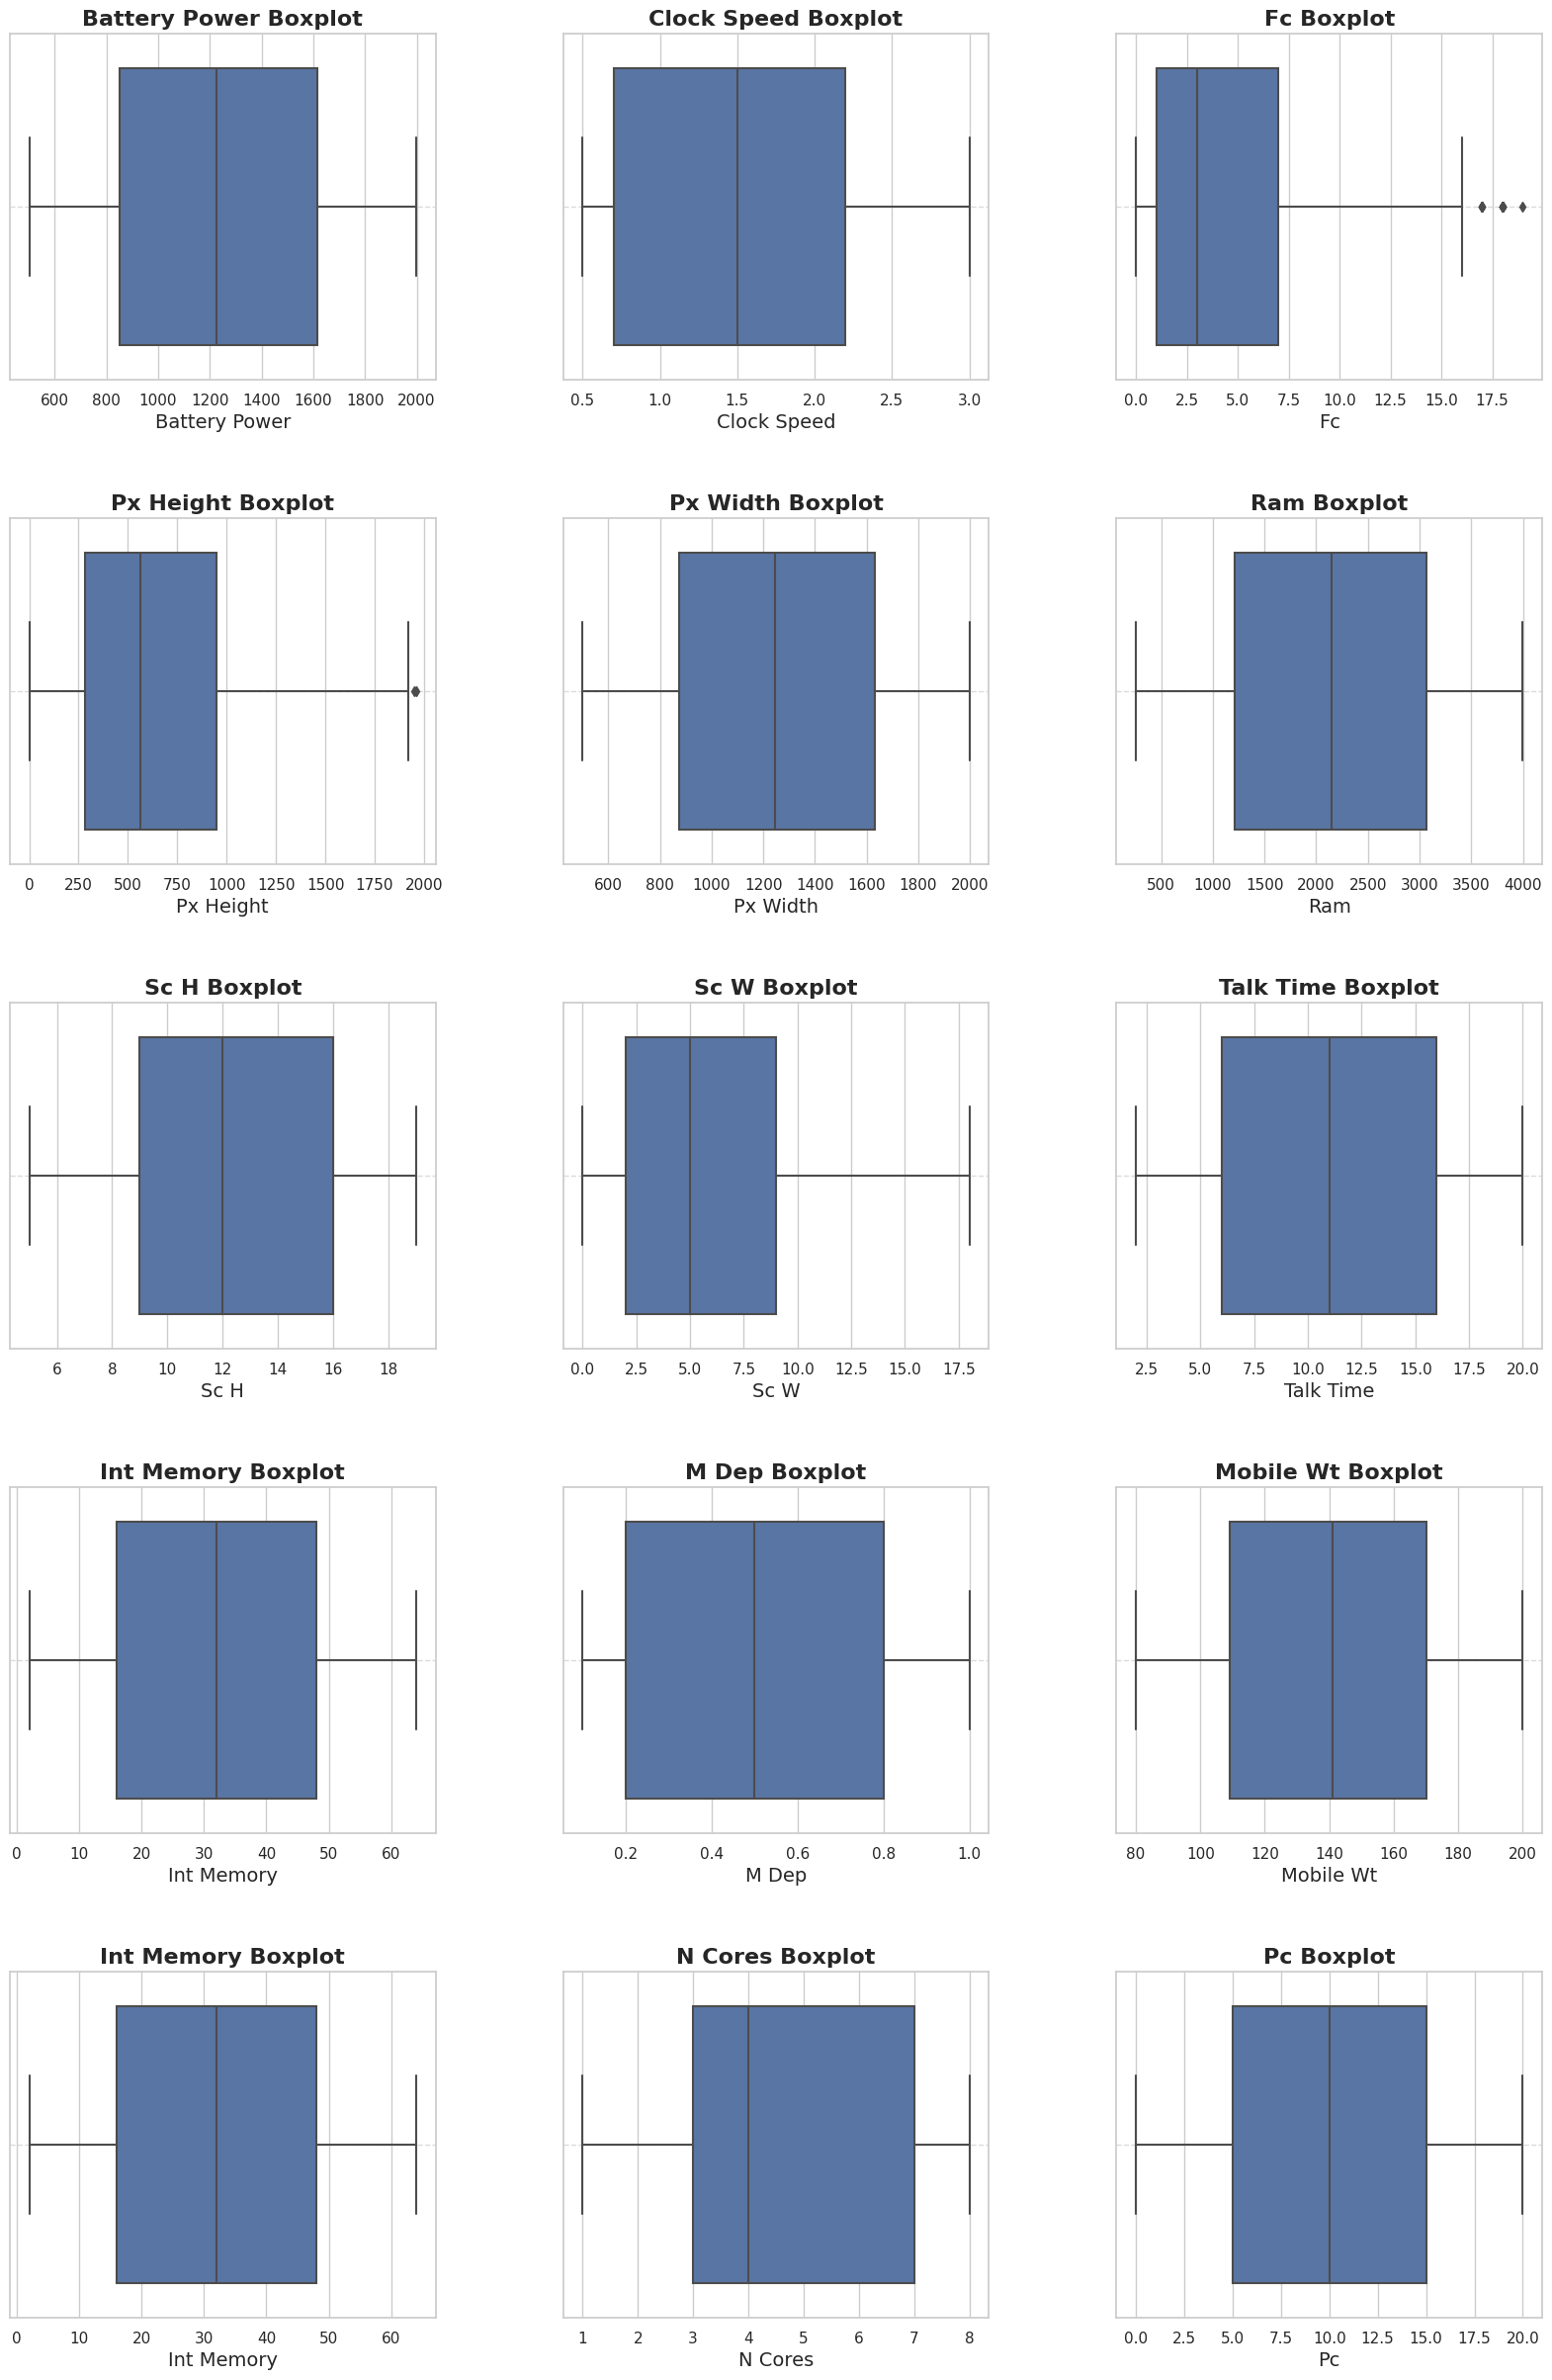 Battery Power Boxplot
600 800 1000 1200 1400 1600 1800 2000
Battery Power
Clock Speed Boxplot
0.5 1.0 1.5 2.0 2.5 3.0
Clock Speed
Fc Boxplot
0.0 2.5 5.0 7.5 10.0 12.5 15.0 17.5
Fc
Px Height Boxplot
0 250 500 750 1000 1250 1500 1750 2000
Px Height
Px Width Boxplot
600 800 1000 1200 1400 1600 1800 2000
Px Width
Ram Boxplot
500 1000 1500 2000 2500 3000 3500 4000
Ram
Sc H Boxplot
6 8 10 12 14 16 18
Sc H
Sc W Boxplot
0.0 2.5 5.0 7.5 10.0 12.5 15.0 17.5
Sc W
Talk Time Boxplot
2.5 5.0 7.5 10.0 12.5 15.0 17.5 20.0
Talk Time
Int Memory Boxplot
0 10 20 30 40 50 60
Int Memory
M Dep Boxplot
0.2 0.4 0.6 0.8 1.0
M Dep
Mobile Wt Boxplot
80 100 120 140 160 180 200
Mobile Wt
Int Memory Boxplot
0 10 20 30 40 50 60
Int Memory
N Cores Boxplot
1 2 3 4 5 6 7 8
N Cores
Pc Boxplot
0.0 2.5 5.0 7.5 10.0 12.5 15.0 17.5 20.0
Pc